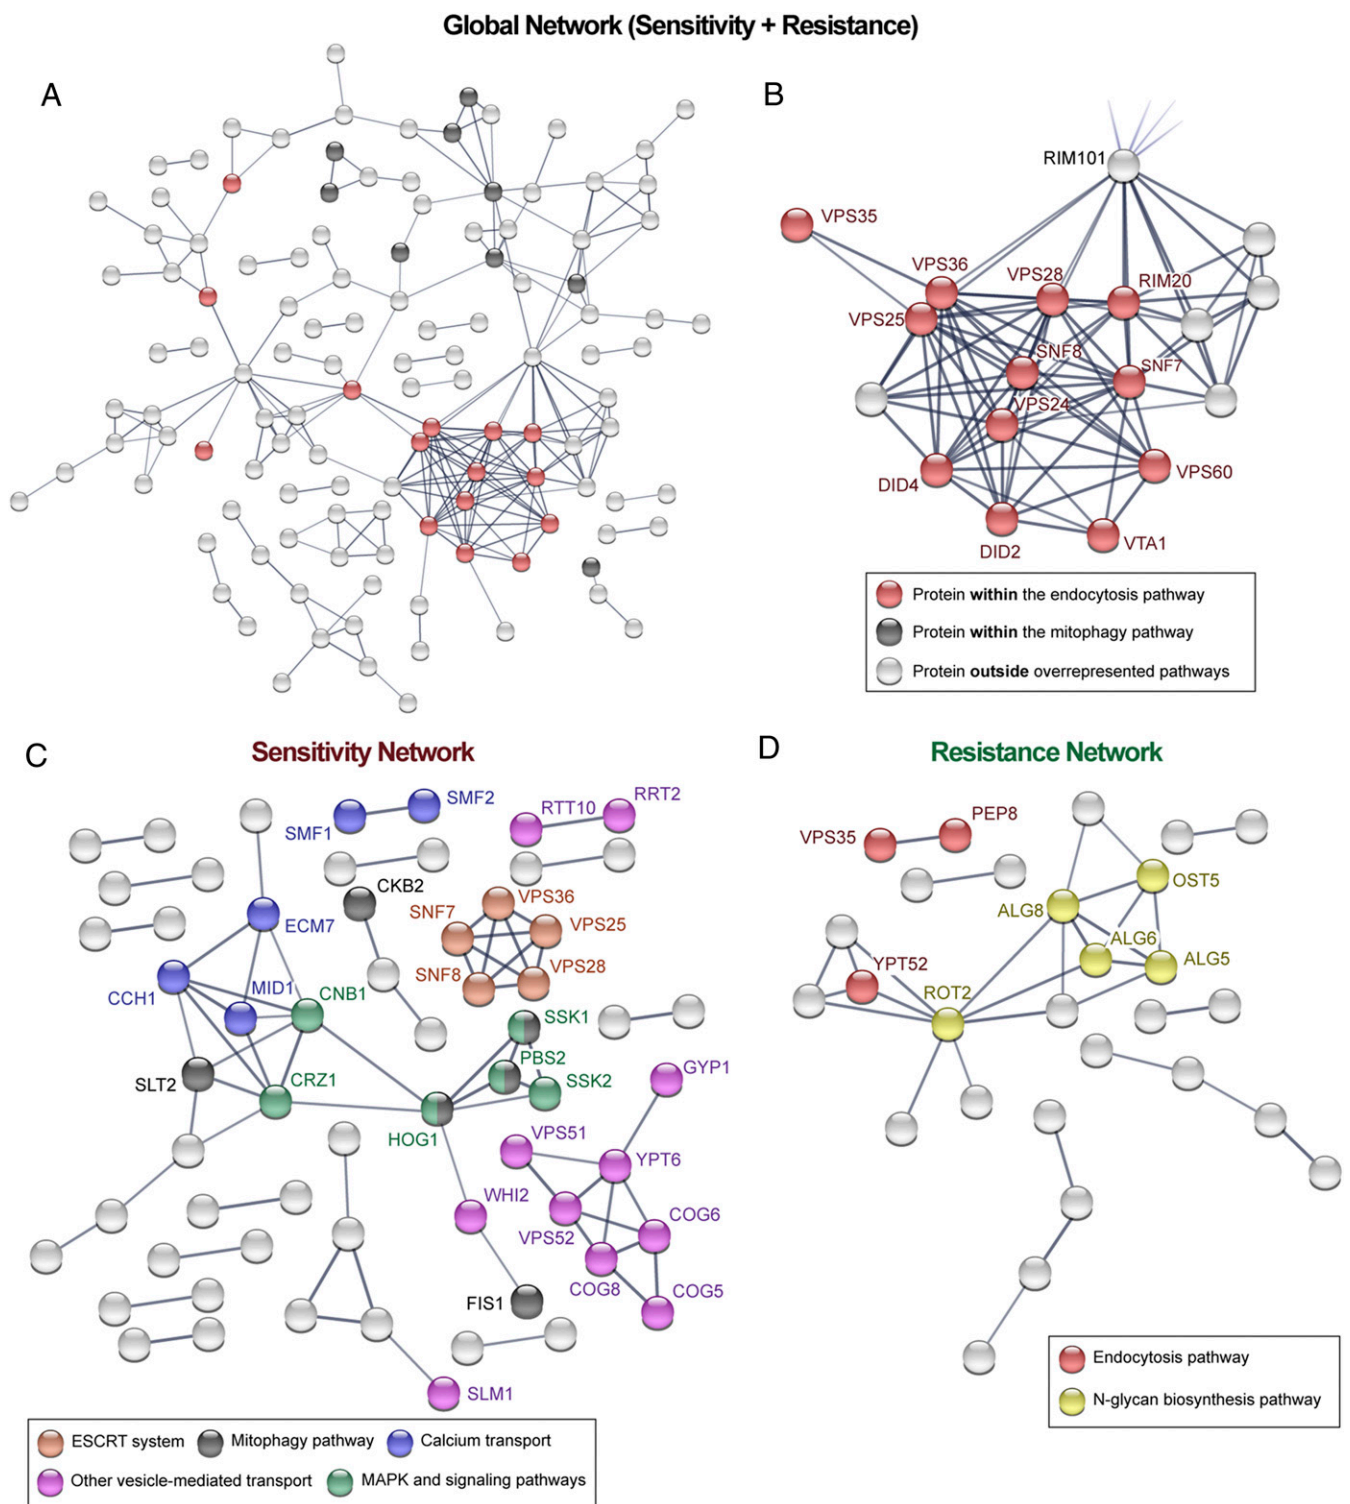 Global Network (Sensitivity + Resistance)
A
B
RIM101
VPS35
VPS36
VPS28
RIM20
VPS25
SNF8
SNF7
VPS24
DID4
VPS60
DID2
VTA1
Protein within the endocytosis pathway
Protein within the mitophagy pathway
Protein outside overrepresented pathways
C
Sensitivity Network
SMF2
SMF1
RTT10
RRT2
CKB2
VPS36
SNF7
VPS25
ECM7
SNF8
VPS28
CCH1
MID1
CNB1
SSK1
PBS2
SSK2
GYP1
SLT2
CRZ1
HOG1
VPS51
YPT6
WHI2
COG6
VPS52
COG8
COG5
FIS1
SLM1
ESCRT system
Mitophagy pathway
Calcium transport
Other vesicle-mediated transport
MAPK and signaling pathways
D
Resistance Network
VPS35
PEP8
OST5
ALG8
ALG6
ALG5
YPT52
ROT2
Endocytosis pathway
N-glycan biosynthesis pathway